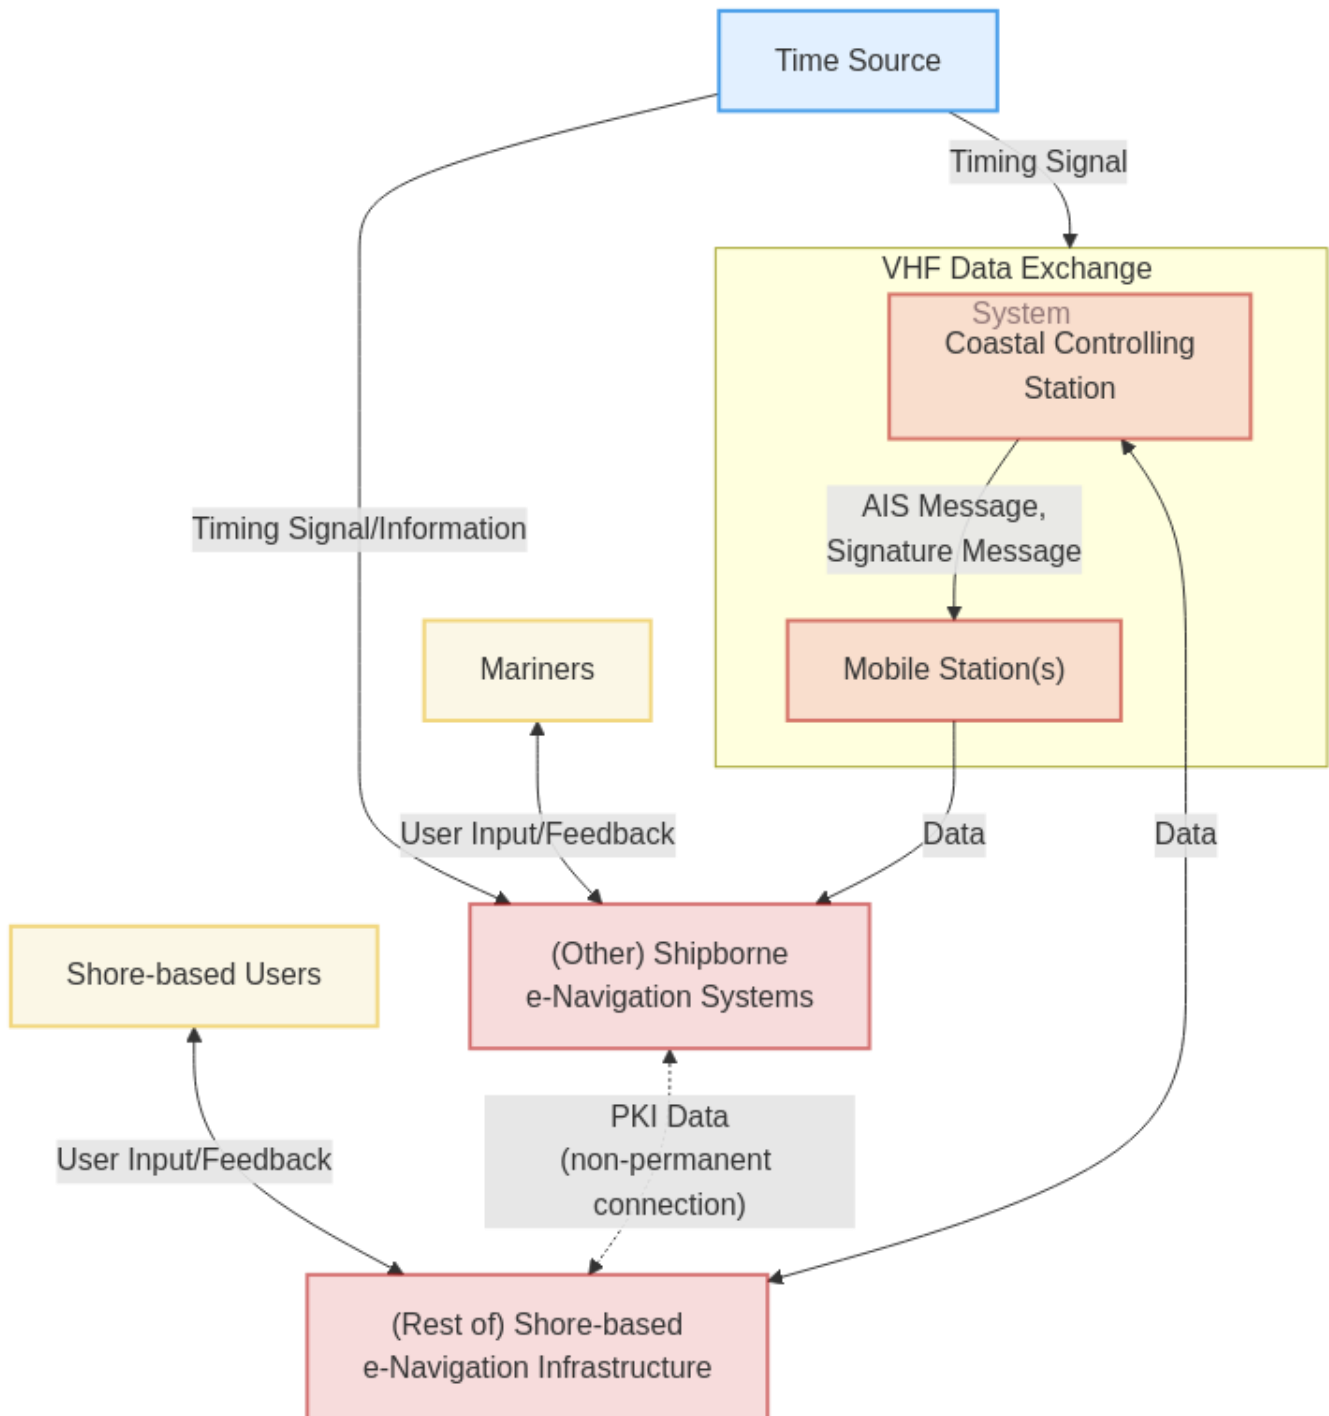 Time Source
Timing Signal
VHF Data Exchange
System
Coastal Controlling
Station
AIS Message,
Signature Message
Timing Signal/Information
Mariners
Mobile Station(s)
User Input/Feedback
Data
Data
(Other) Shipborne
e-Navigation Systems
Shore-based Users
PKI Data
(non-permanent
connection)
User Input/Feedback
(Rest of) Shore-based
e-Navigation Infrastructure